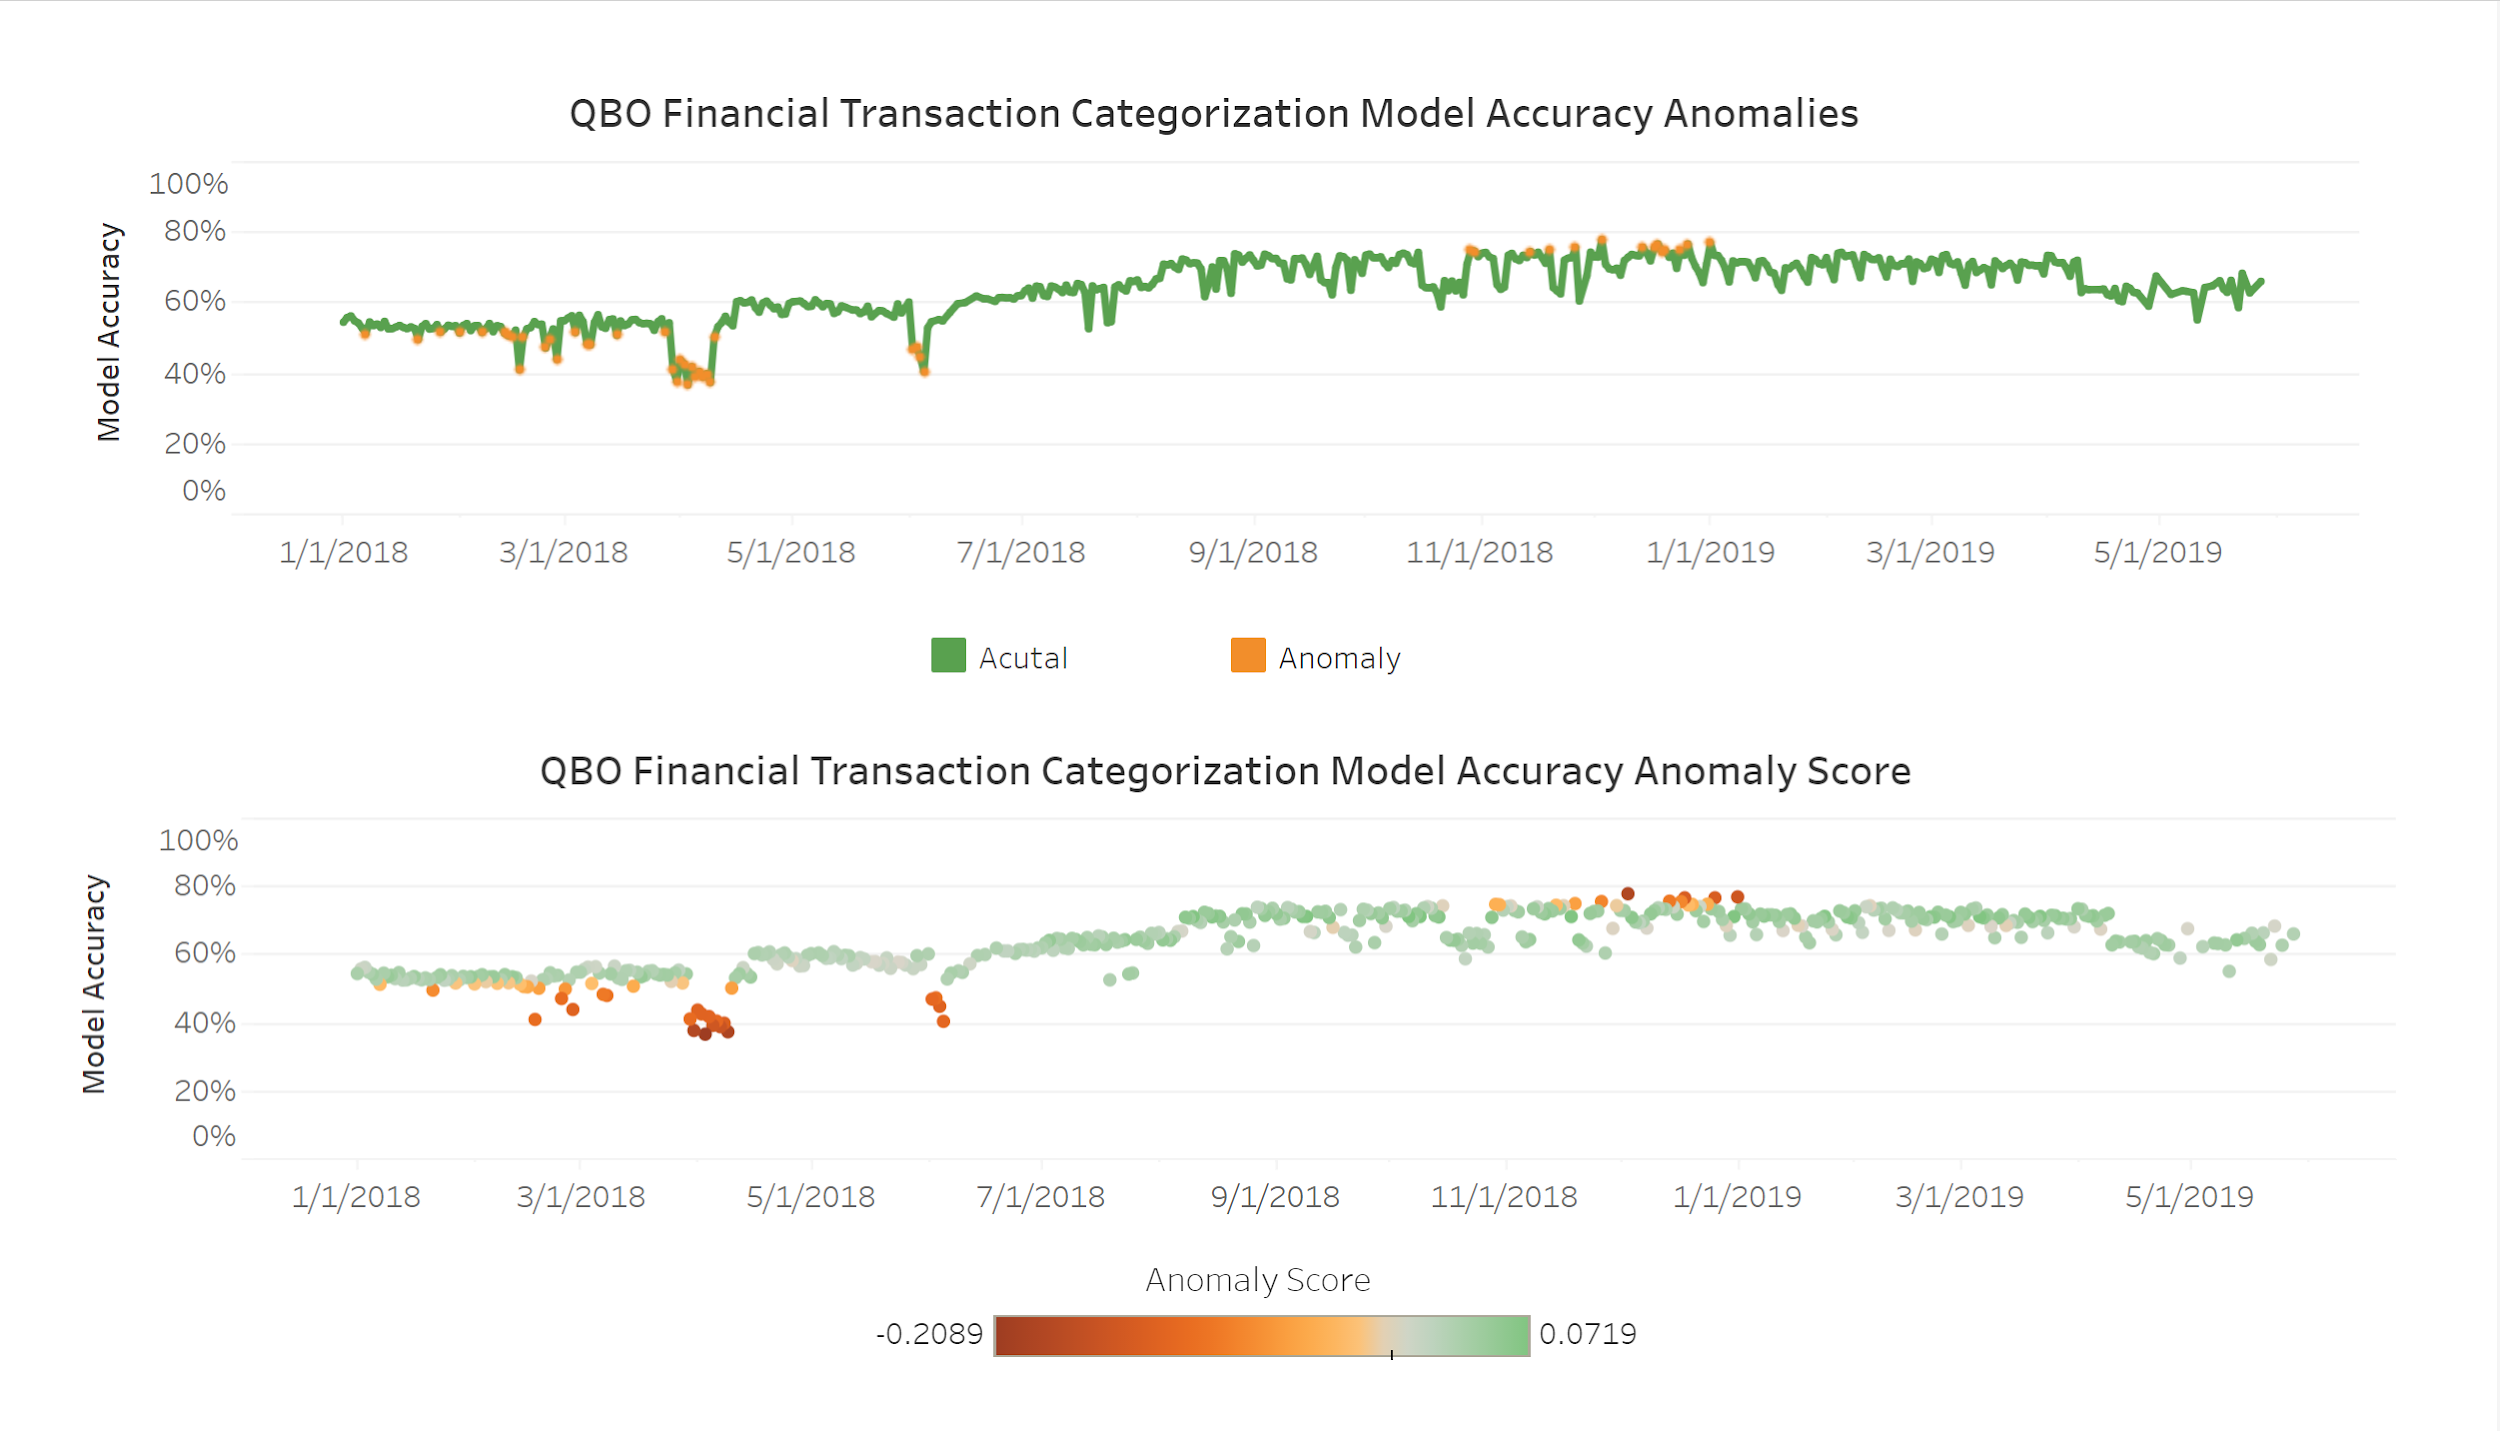 QBO Financial Transaction Categorization Model Accuracy Anomalies
Model Accuracy
100%
80%
60%
40%
20%
0%
1/1/2018 3/1/2018 5/1/2018 7/1/2018 9/1/2018 11/1/2018 1/1/2019 3/1/2019 5/1/2019
Acutal Anomaly
QBO Financial Transaction Categorization Model Accuracy Anomaly Score
Model Accuracy
100%
80%
60%
40%
20%
0%
1/1/2018 3/1/2018 5/1/2018 7/1/2018 9/1/2018 11/1/2018 1/1/2019 3/1/2019 5/1/2019
Anomaly Score
-0.2089 0.0719